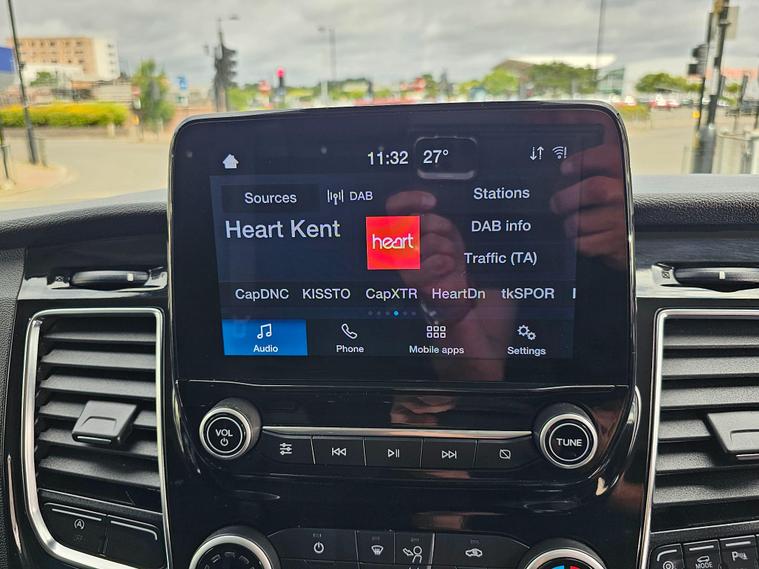 11:32 27°
Sources DAB Stations
Heart Kent heart DAB info
Traffic (TA)
CapDNC KISSTO CapXTR HeartDn tkSPOR
Audio Phone Mobile apps Settings
VOL TUNE
A
MODE
P